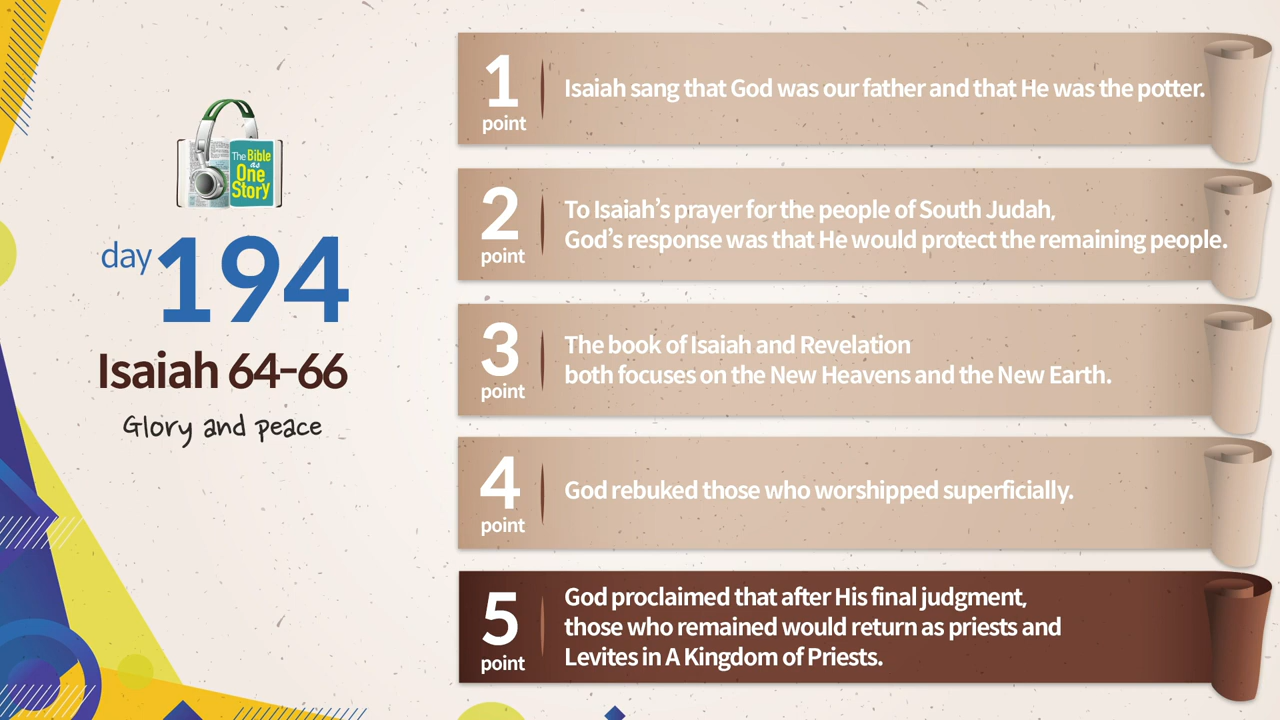 The Bible
as
One
Story
day 194
Isaiah 64-66
Glory and peace
1
point
Isaiah sang that God was our father and that He was the potter.
2
point
To Isaiah’s prayer for the people of South Judah,
God’s response was that He would protect the remaining people.
3
point
The book of Isaiah and Revelation
both focuses on the New Heavens and the New Earth.
4
point
God rebuked those who worshipped superficially.
5
point
God proclaimed that after His final judgment,
those who remained would return as priests and
Levites in A Kingdom of Priests.